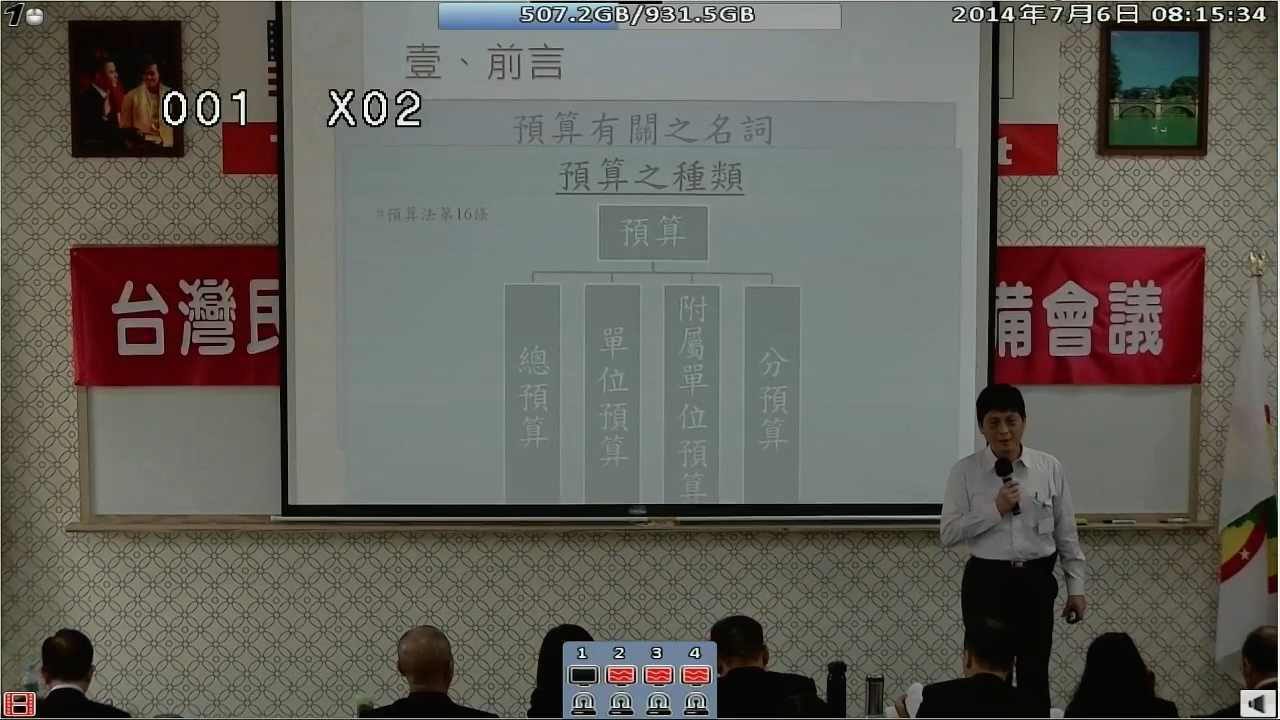 1
507.2GB/931.5GB
2014年7月6日 08:15:34
001 X02
壹、前言
預算有關之名詞
預算之種類
#預算法第16條
預算
總預算
單位預算
附屬單位預算
分預算
台灣民
備會議
t
1 2 3 4